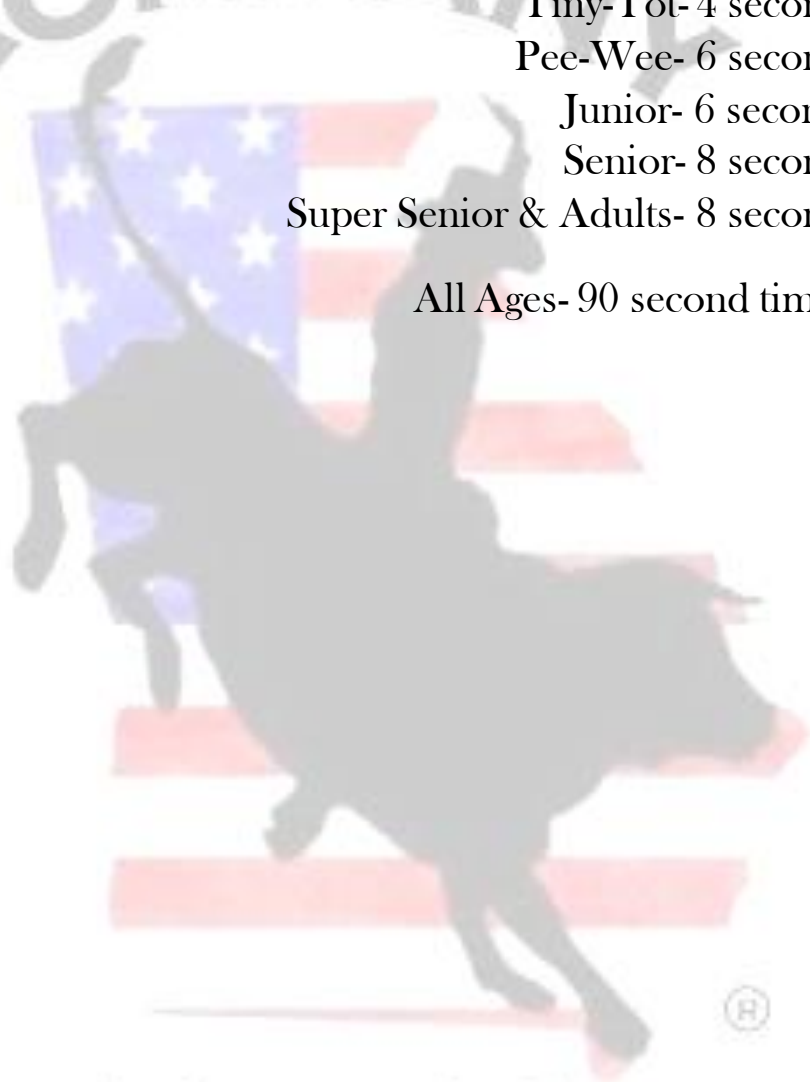 Tiny-Tot- 4 secon
Pee-Wee- 6 secon
Junior- 6 secon
Senior- 8 secon
Super Senior & Adults- 8 secon
All Ages- 90 second tim
®